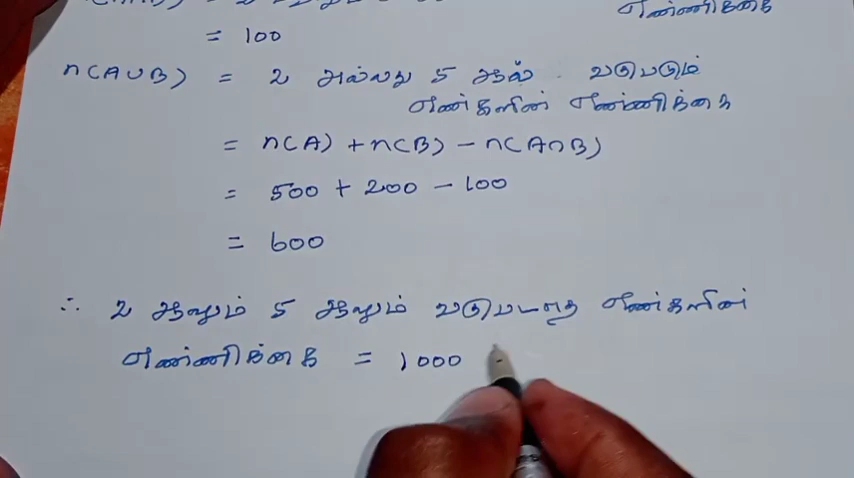 எண்ணிக்கை
= 100
n(A∪B) = 2 அல்லது 5 ஆல் வகுபடும்
எண்களின் எண்ணிக்கை
= n(A) + n(B) - n(A∩B)
= 500 + 200 - 100
= 600
∴ 2 ஆலும் 5 ஆலும் வகுபடாத எண்களின்
எண்ணிக்கை = 1000 -